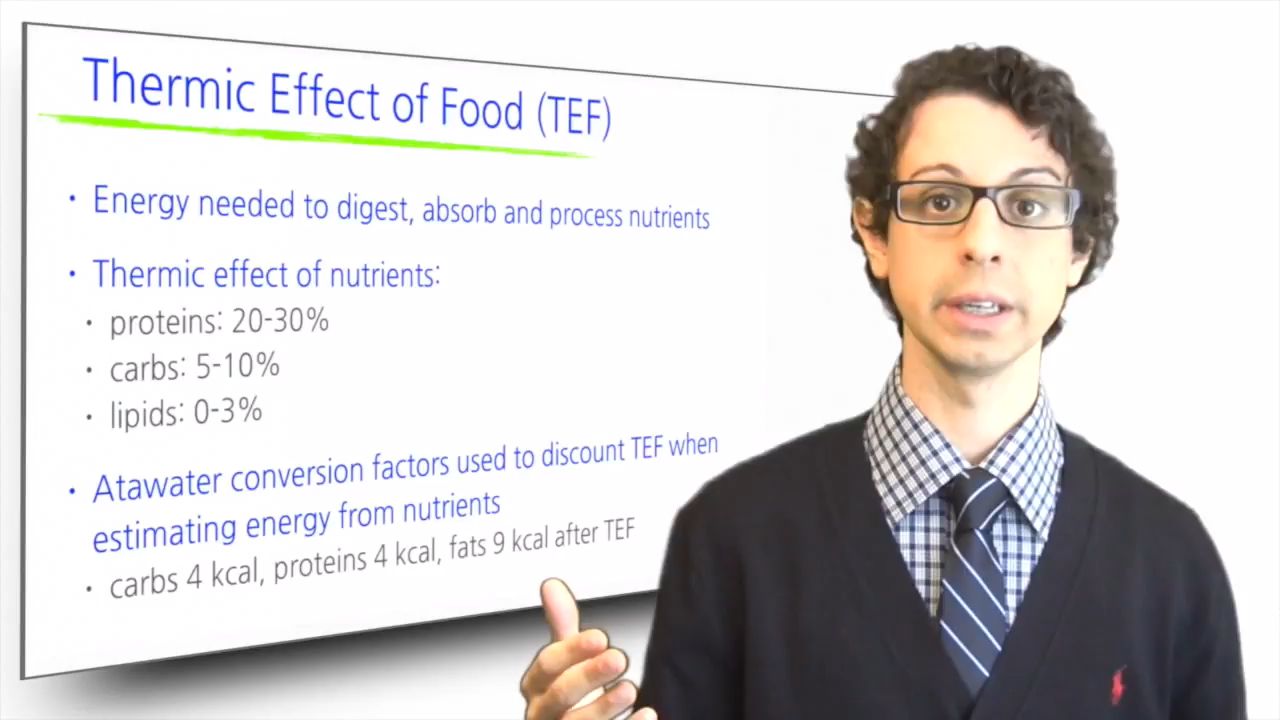 Thermic Effect of Food (TEF)
• Energy needed to digest, absorb and process nutrients
• Thermic effect of nutrients:
• proteins: 20-30%
• carbs: 5-10%
• lipids: 0-3%
• Atawater conversion factors used to discount TEF when
estimating energy from nutrients
• carbs 4 kcal, proteins 4 kcal, fats 9 kcal after TEF